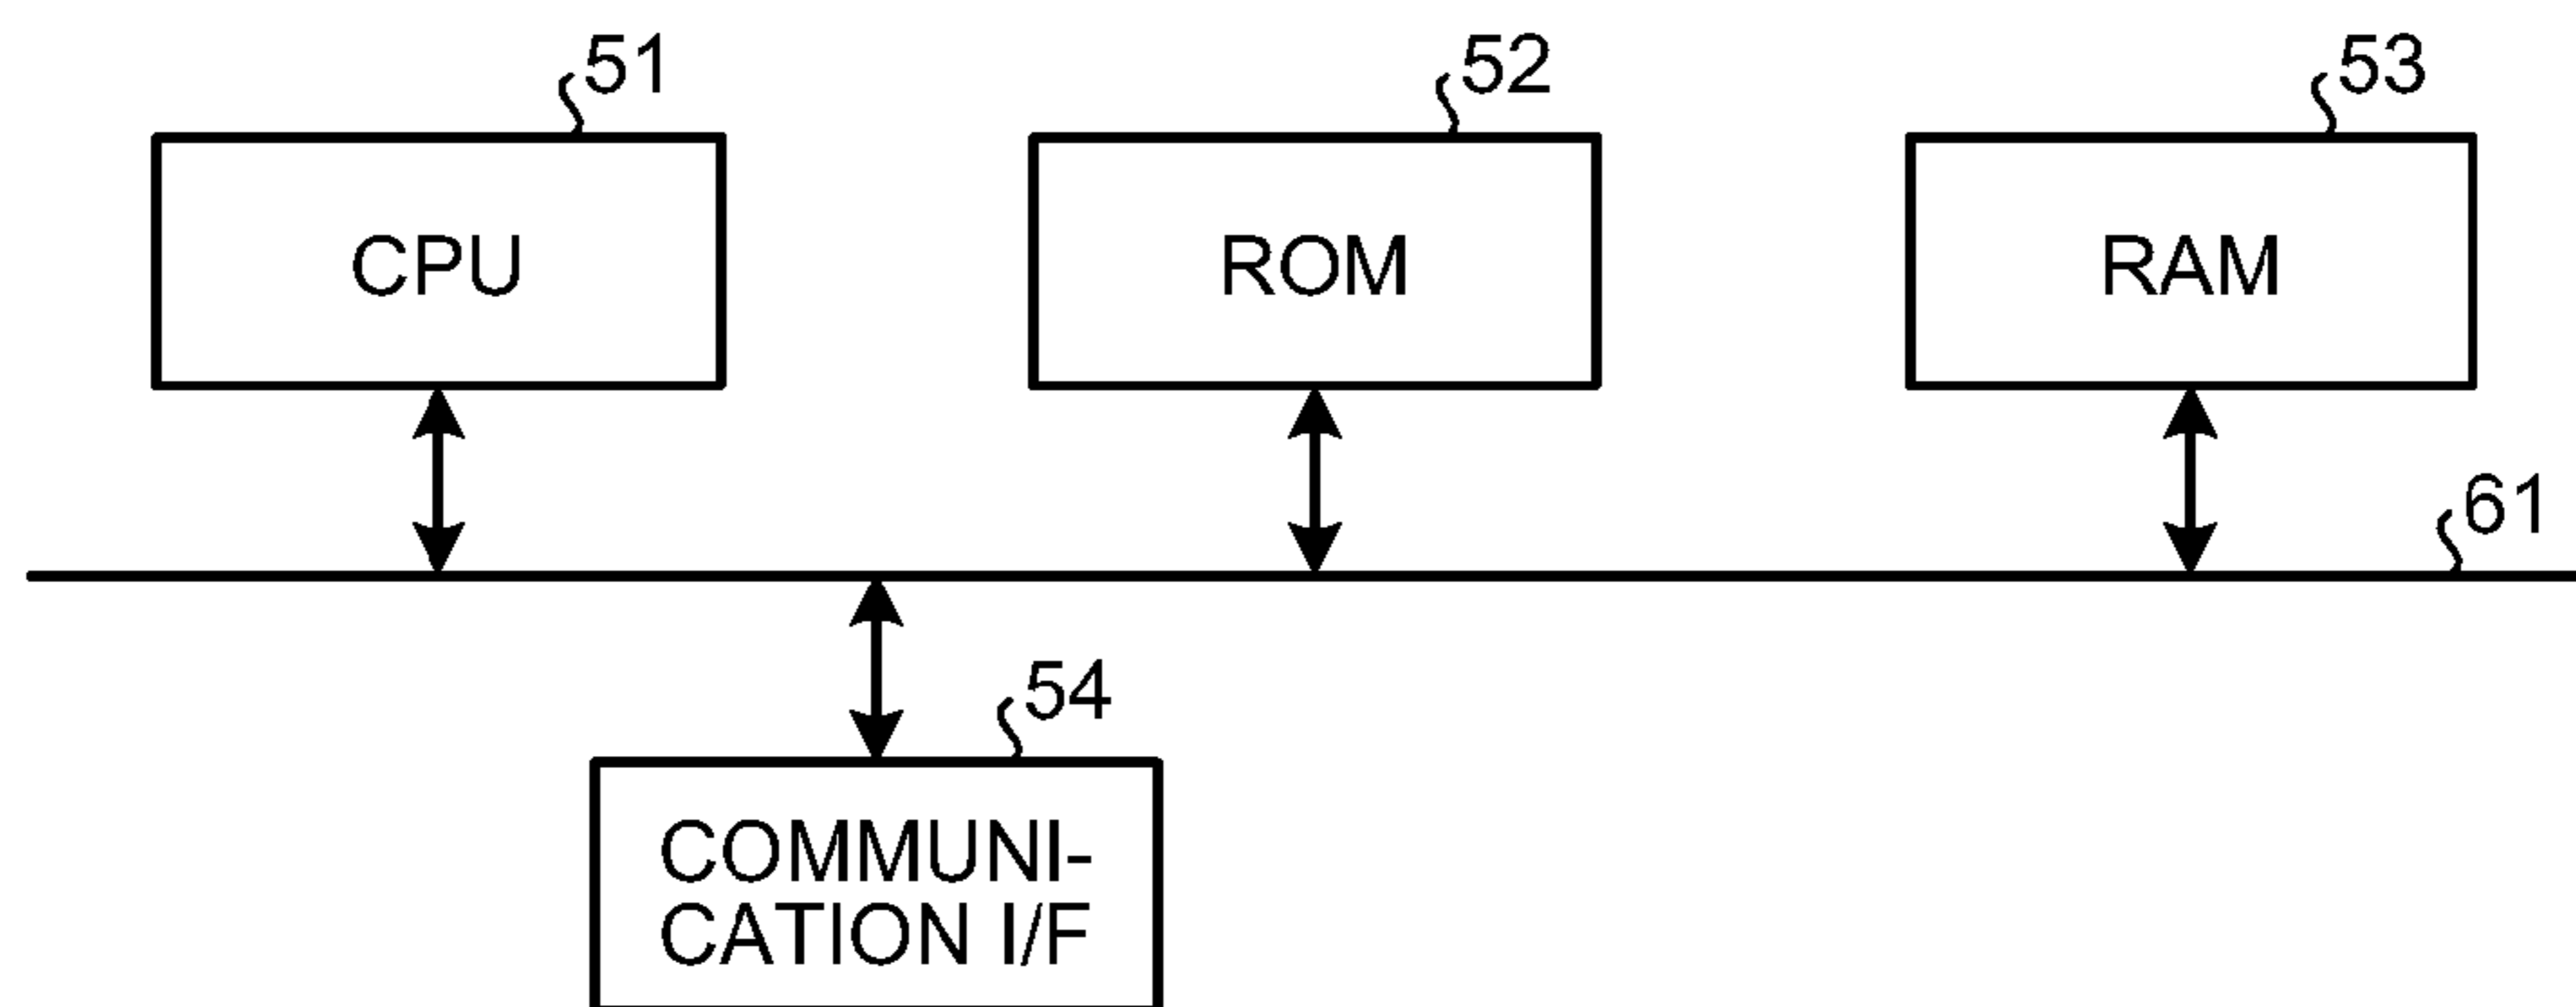 51
52
53
CPU
ROM
RAM
61
54
COMMUNI-
CATION I/F